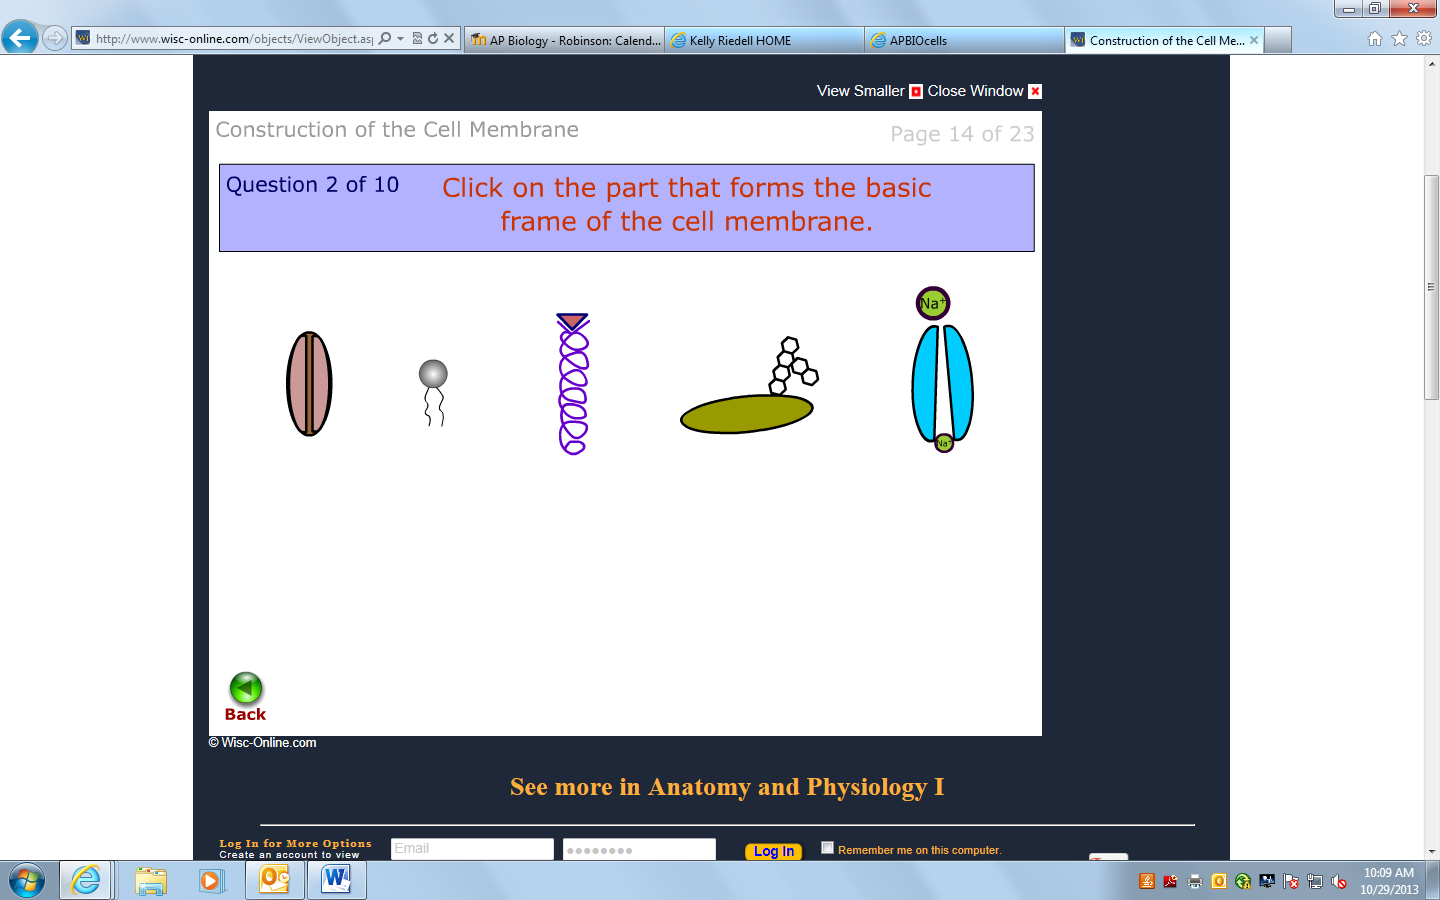 http://www.wisc-online.com/objects/ViewObject.as
AP Biology - Robinson: Calend...
Kelly Riedell HOME
APBIOcells
Construction of the Cell Me...
View Smaller
Close Window
Construction of the Cell Membrane
Page 14 of 23
Question 2 of 10
Click on the part that forms the basic
frame of the cell membrane.
Na+
Na+
Back
© Wisc-Online.com
See more in Anatomy and Physiology I
Log In for More Options
Create an account to view
Email
Log In
Remember me on this computer.
10:09 AM
10/29/2013